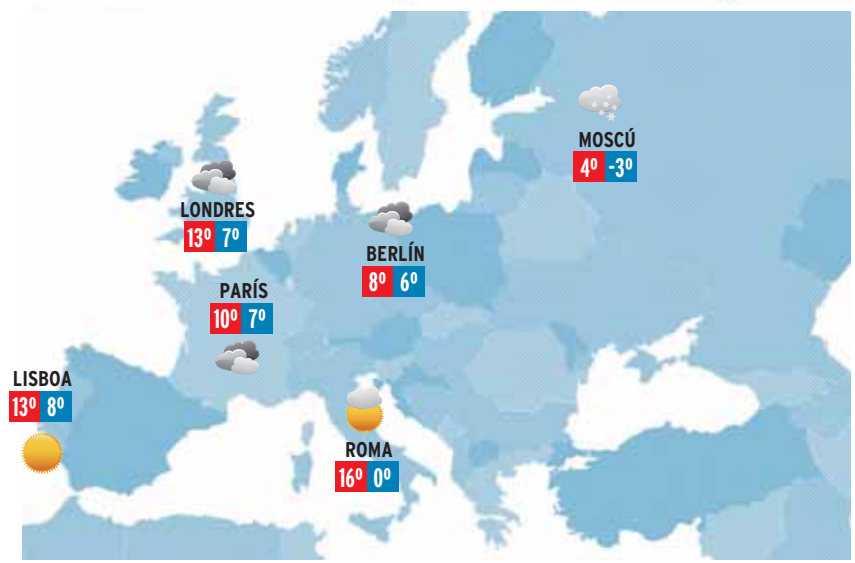 MOSCÚ
4º -3º
LONDRES
13º 7º
BERLÍN
8º 6º
PARÍS
10º 7º
LISBOA
13º 8º
ROMA
16º 0º